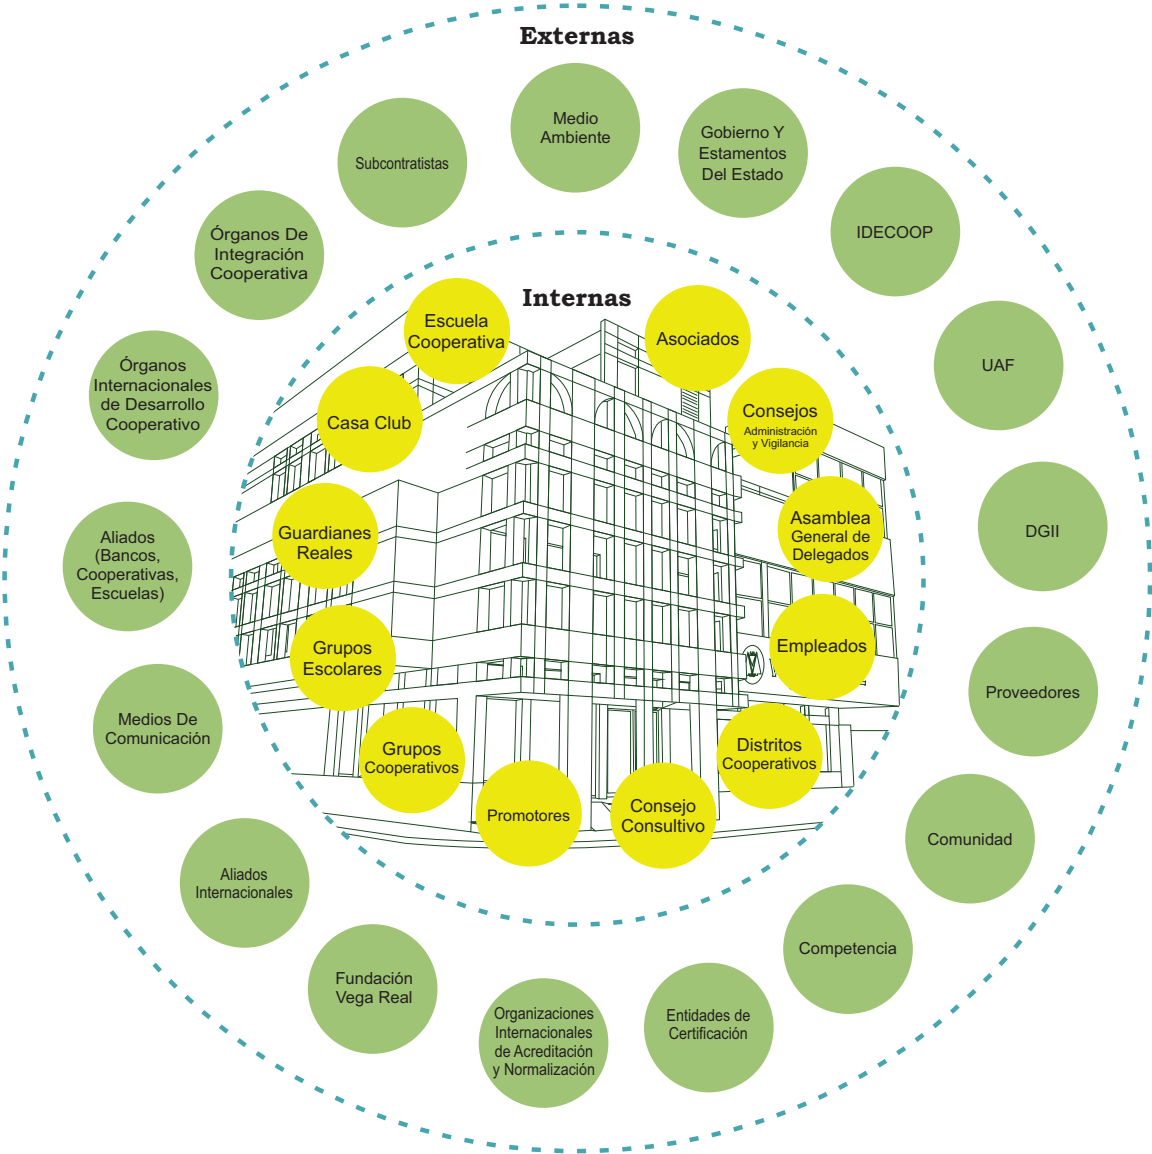 Externas
Medio
Ambiente
Gobierno Y
Estamentos
Del Estado
IDECOOP
UAF
DGII
Proveedores
Comunidad
Competencia
Entidades de
Certificación
Organizaciones
Internacionales
de Acreditación
y Normalización
Fundación
Vega Real
Aliados
Internacionales
Medios De
Comunicación
Aliados
(Bancos,
Cooperativas,
Escuelas)
Órganos
Internacionales
de Desarrollo
Cooperativo
Órganos De
Integración
Cooperativa
Subcontratistas
Internas
Asociados
Consejos
Administración
y Vigilancia
Asamblea
General de
Delegados
Empleados
Distritos
Cooperativos
Consejo
Consultivo
Promotores
Grupos
Cooperativos
Grupos
Escolares
Guardianes
Reales
Casa Club
Escuela
Cooperativa